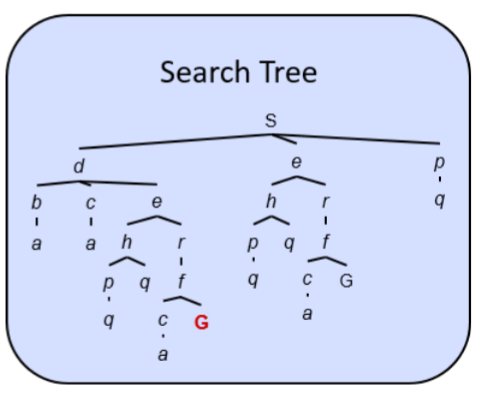 Search Tree
S
d e p
b c e h r q
a a h r p q f
p q f q c G
q c G a
a